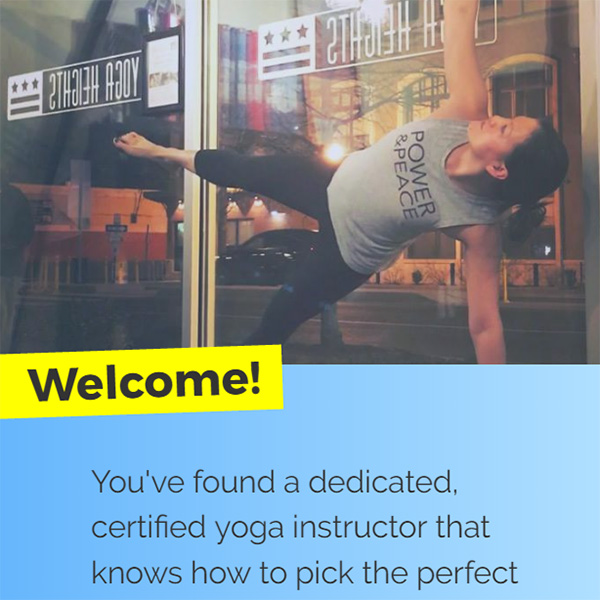 YOGA HEIGHTS
YOGA HEIGHTS
POWER
& PEACE
Welcome!
You've found a dedicated,
certified yoga instructor that
knows how to pick the perfect